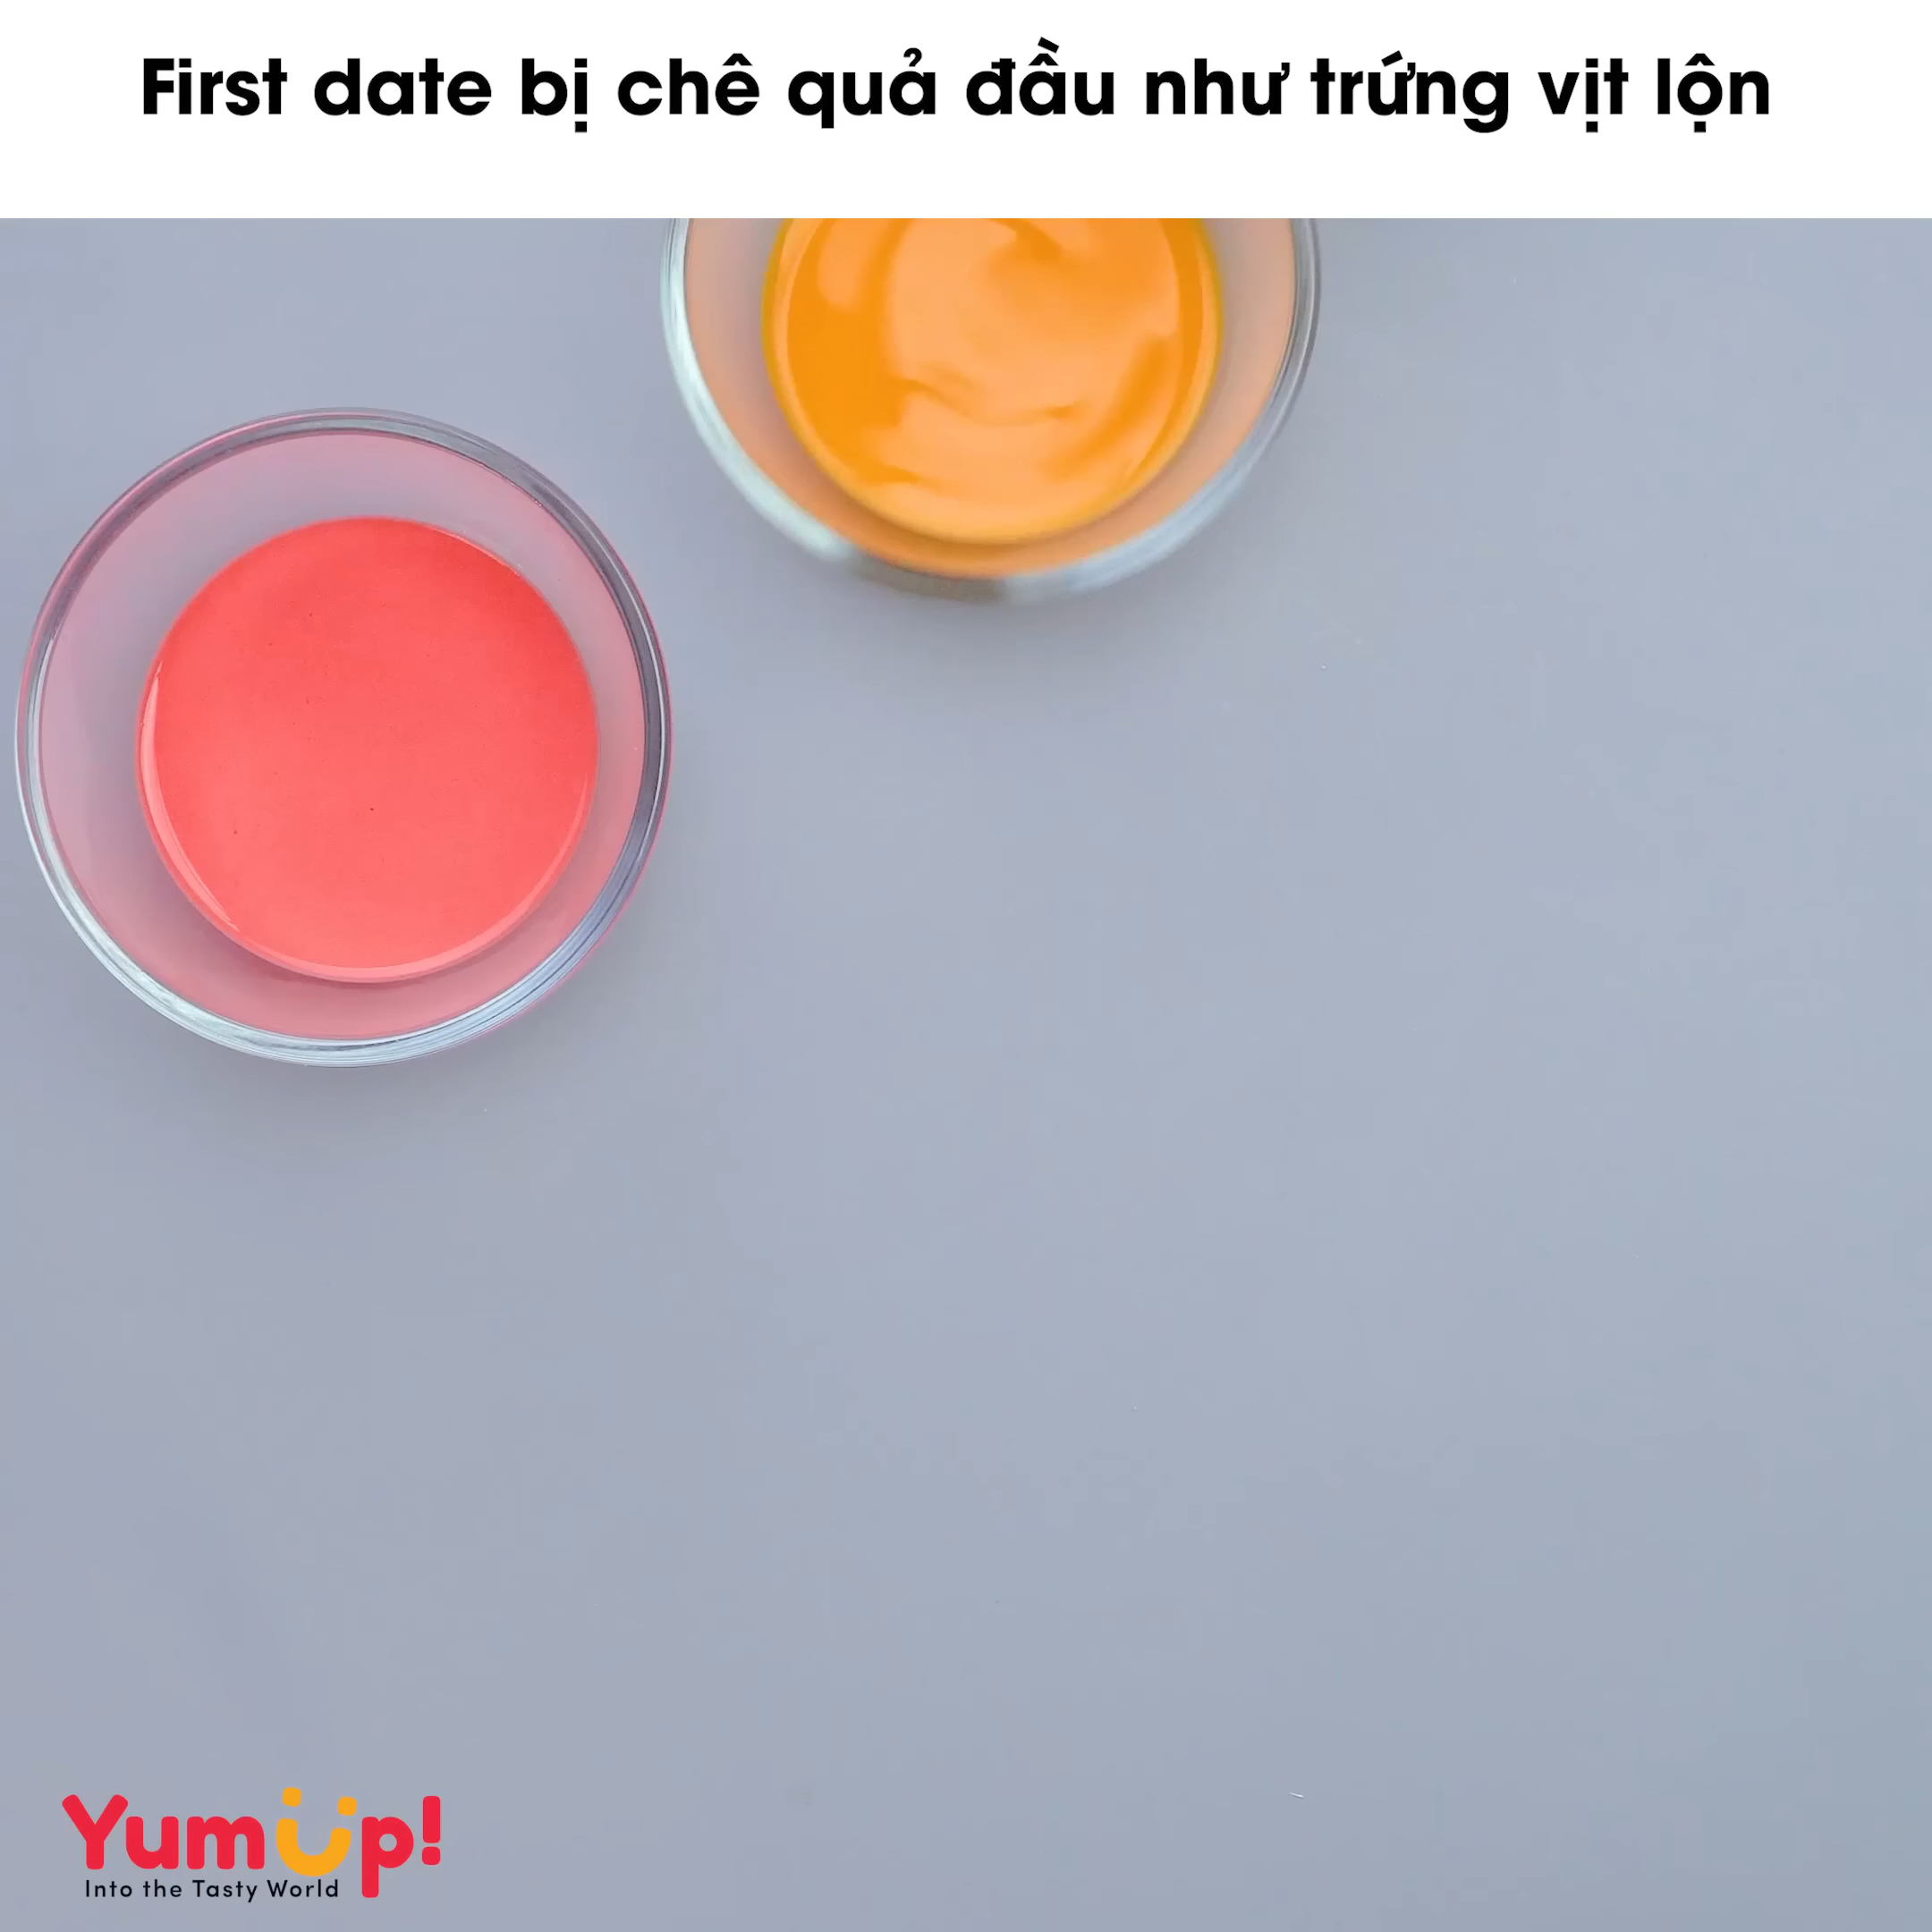 First date bị chê quả đầu như trứng vịt lộn
YumUp!
Into the Tasty World